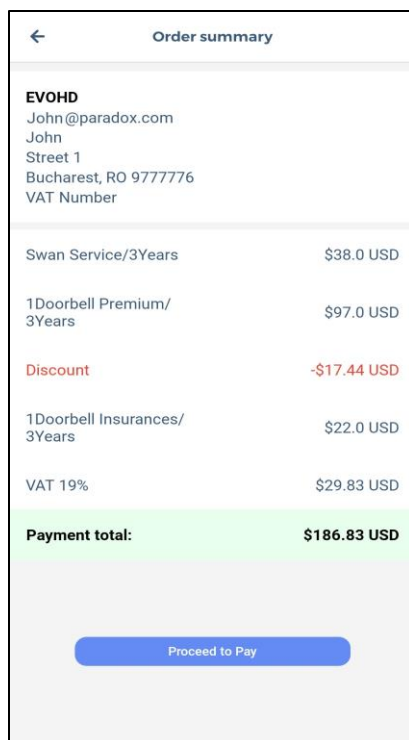 Order summary
EVOHD
John@paradox.com
John
Street 1
Bucharest, RO 9777776
VAT Number
Swan Service/3Years $38.0 USD
1Doorbell Premium/
3Years $97.0 USD
Discount -$17.44 USD
1Doorbell Insurances/
3Years $22.0 USD
VAT 19% $29.83 USD
Payment total: $186.83 USD
Proceed to Pay